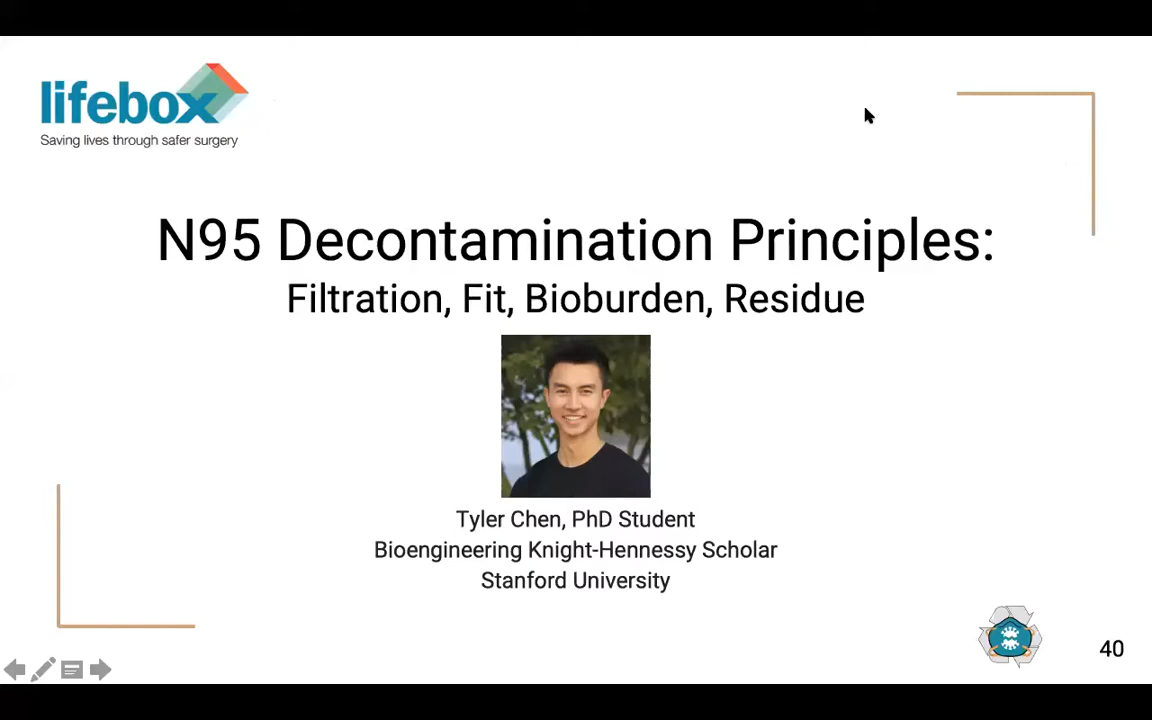 lifebox
Saving lives through safer surgery
N95 Decontamination Principles:
Filtration, Fit, Bioburden, Residue
Tyler Chen, PhD Student
Bioengineering Knight-Hennessy Scholar
Stanford University
40